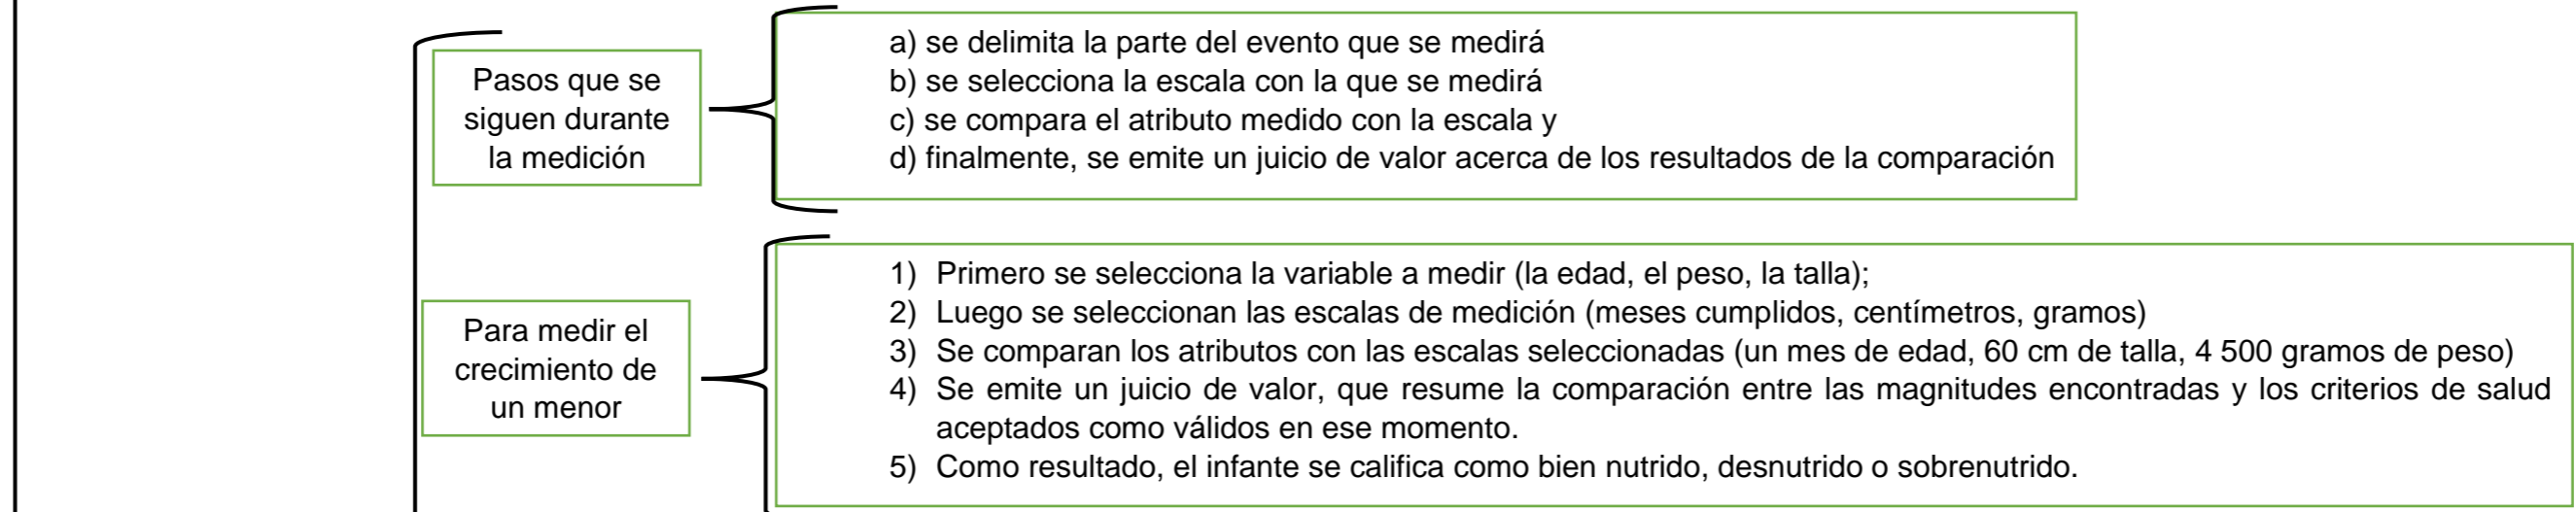 Pasos que se
siguen durante
la medición
a) se delimita la parte del evento que se medirá
b) se selecciona la escala con la que se medirá
c) se compara el atributo medido con la escala y
d) finalmente, se emite un juicio de valor acerca de los resultados de la comparación
Para medir el
crecimiento de
un menor
1) Primero se selecciona la variable a medir (la edad, el peso, la talla);
2) Luego se seleccionan las escalas de medición (meses cumplidos, centímetros, gramos)
3) Se comparan los atributos con las escalas seleccionadas (un mes de edad, 60 cm de talla, 4 500 gramos de peso)
4) Se emite un juicio de valor, que resume la comparación entre las magnitudes encontradas y los criterios de salud
aceptados como válidos en ese momento.
5) Como resultado, el infante se califica como bien nutrido, desnutrido o sobrenutrido.